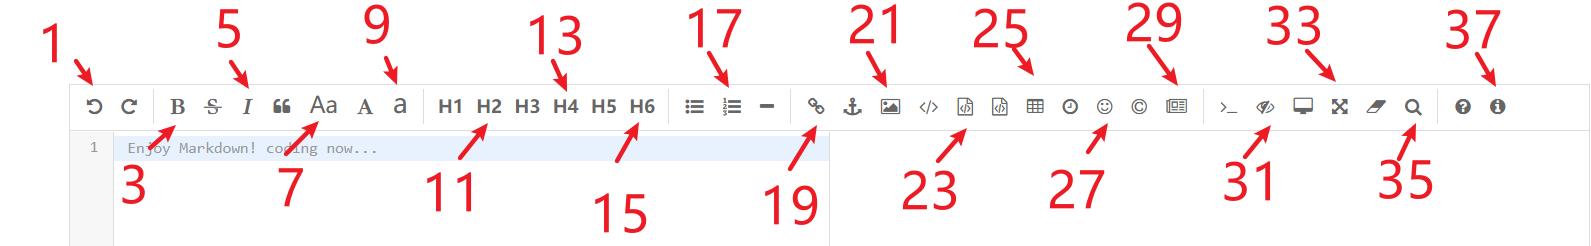 1 5 9 13 17 21 25 29 33 37
B S I Aa A a H1 H2 H3 H4 H5 H6
1 Enjoy Markdown! coding now...
3 7 11 15 19 23 27 31 35